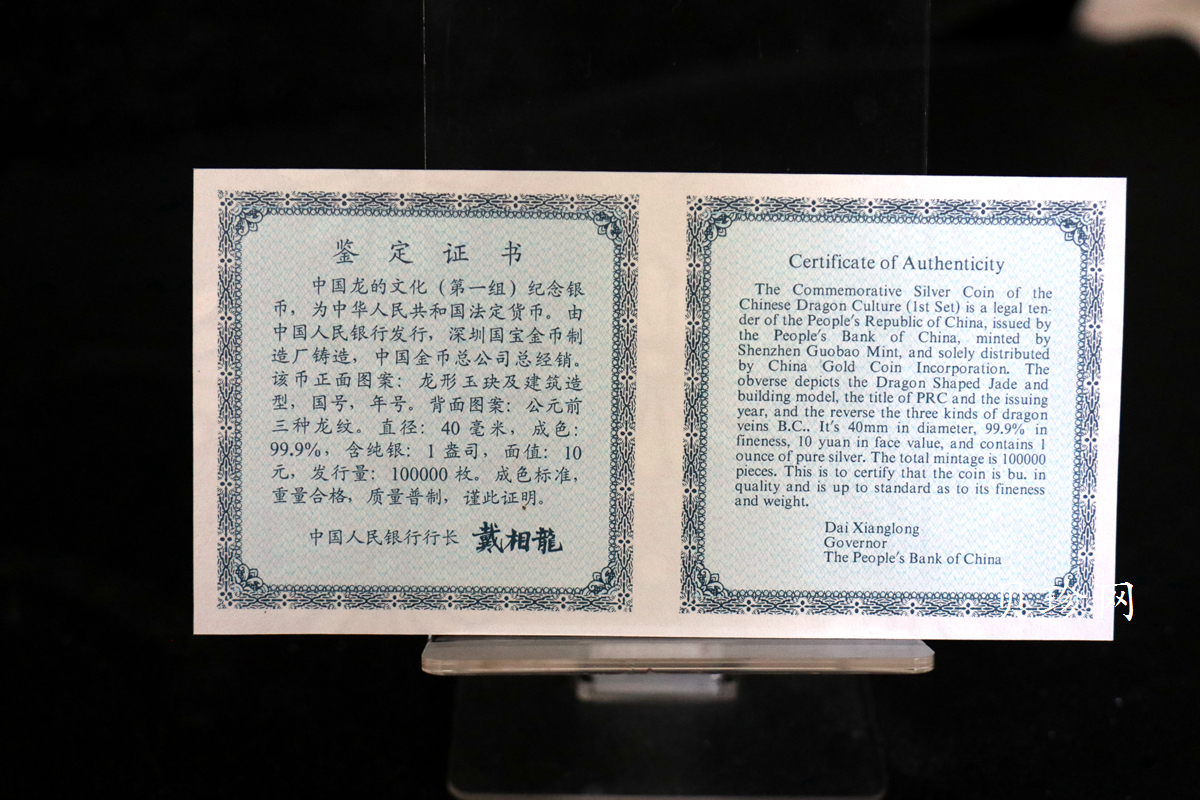 鉴定证书
中国龙的文化（第一组）纪念银
币，为中华人民共和国法定货币。由
中国人民银行发行，深圳国宝金币制
造厂铸造，中国金币总公司总经销。
该币正面图案：龙形玉玦及建筑造
型，国号，年号。背面图案：公元前
三种龙纹。直径：40毫米，成色：
99.9%，含纯银：1盎司，面值：10
元，发行量：100000枚。成色标准，
重量合格，质量普制，谨此证明。
中国人民银行行长 戴相龍
Certificate of Authenticity
The Commemorative Silver Coin of the
Chinese Dragon Culture (1st Set) is a legal ten-
der of the People's Republic of China, issued by
the People's Bank of China, minted by
Shenzhen Guobao Mint, and solely distributed
by China Gold Coin Incorporation. The
obverse depicts the Dragon Shaped Jade and
building model, the title of PRC and the issuing
year, and the reverse the three kinds of dragon
veins B.C.. It's 40mm in diameter, 99.9% in
fineness, 10 yuan in face value, and contains 1
ounce of pure silver. The total mintage is 100000
pieces. This is to certify that the coin is bu. in
quality and is up to standard as to its fineness
and weight.
Dai Xianglong
Governor
The People's Bank of China
网